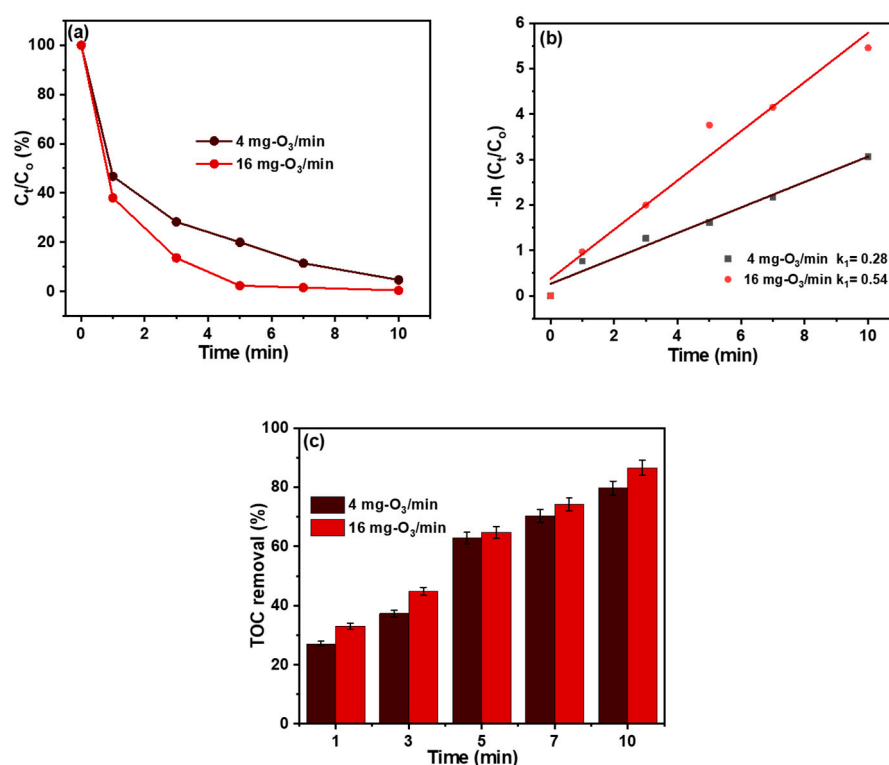 (a)
100
80
60
40
20
0
Cₜ/Cₒ (%)
4 mg-O₃/min
16 mg-O₃/min
0 2 4 6 8 10
Time (min)
(b)
6
5
4
3
2
1
0
-ln (Cₜ/Cₒ)
4 mg-O₃/min k₁= 0.28
16 mg-O₃/min k₁= 0.54
0 2 4 6 8 10
Time (min)
(c)
100
80
60
40
20
0
TOC removal (%)
4 mg-O₃/min
16 mg-O₃/min
1 3 5 7 10
Time (min)